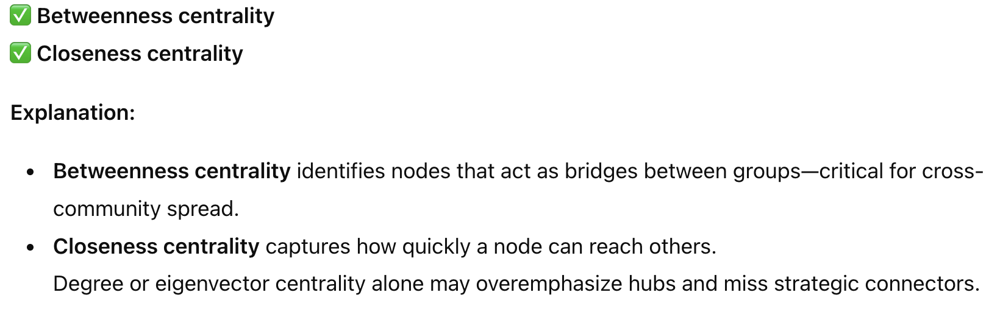 ✅ Betweenness centrality
✅ Closeness centrality
Explanation:
• Betweenness centrality identifies nodes that act as bridges between groups—critical for cross-
community spread.
• Closeness centrality captures how quickly a node can reach others.
Degree or eigenvector centrality alone may overemphasize hubs and miss strategic connectors.